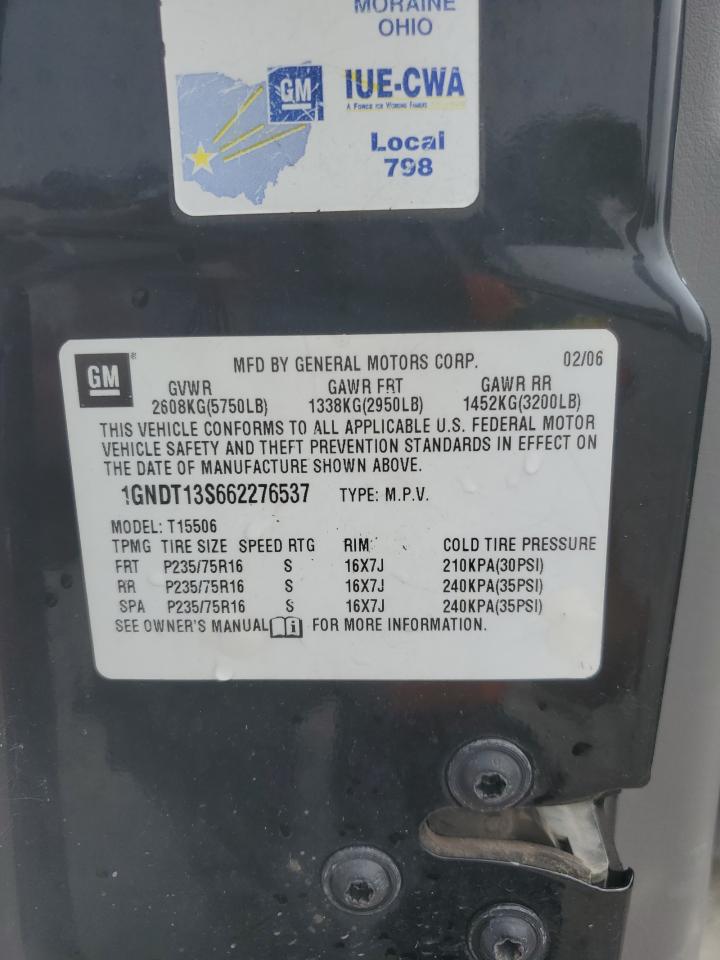 MORAINE
OHIO
GM
IUE-CWA
A FORCE FOR WORKING FAMILIES
Local
798
GM®
MFD BY GENERAL MOTORS CORP. 02/06
GVWR GAWR FRT GAWR RR
2608KG(5750LB) 1338KG(2950LB) 1452KG(3200LB)
THIS VEHICLE CONFORMS TO ALL APPLICABLE U.S. FEDERAL MOTOR
VEHICLE SAFETY AND THEFT PREVENTION STANDARDS IN EFFECT ON
THE DATE OF MANUFACTURE SHOWN ABOVE.
1GNDT13S662276537 TYPE: M.P.V.
MODEL: T15506
TPMG TIRE SIZE SPEED RTG RIM COLD TIRE PRESSURE
FRT P235/75R16 S 16X7J 210KPA(30PSI)
RR P235/75R16 S 16X7J 240KPA(35PSI)
SPA P235/75R16 S 16X7J 240KPA(35PSI)
SEE OWNER'S MANUAL i FOR MORE INFORMATION.